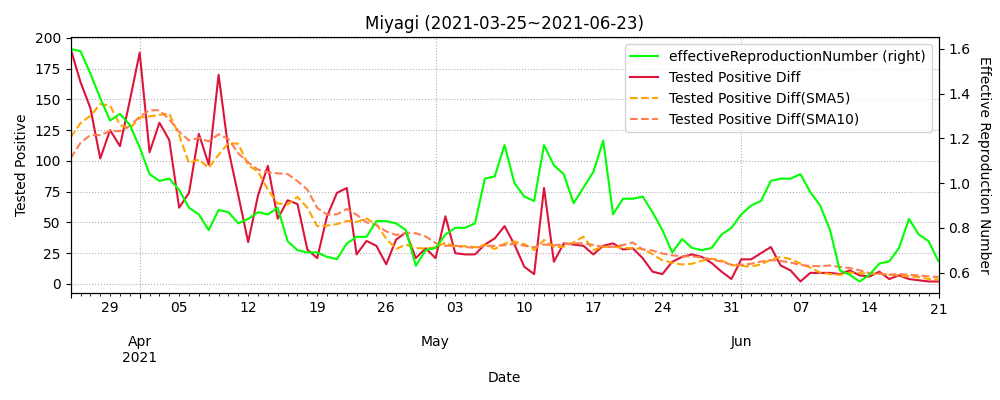 Miyagi (2021-03-25~2021-06-23)
effectiveReproductionNumber (right)
Tested Positive Diff
Tested Positive Diff(SMA5)
Tested Positive Diff(SMA10)
Tested Positive
200
175
150
125
100
75
50
25
0
1.6
1.4
1.2
1.0
0.8
0.6
Effective Reproduction Number
29 05 12 19 26 03 10 17 24 31 07 14 21
Apr May Jun
2021
Date